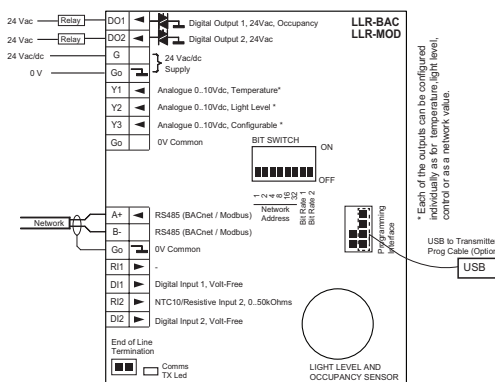 24 Vac Relay DO1 Digital Output 1, 24Vac, Occupancy
LLR-BAC
LLR-MOD
24 Vac Relay DO2 Digital Output 2, 24Vac
24 Vac/dc G 24 Vac/dc
0 V Go Supply
Y1 Analogue 0..10Vdc, Temperature*
Y2 Analogue 0..10Vdc, Light Level *
Y3 Analogue 0..10Vdc, Configurable *
Go 0V Common
BIT SWITCH
ON
OFF
1 2 4 8 16 32 Bit Rate 1 Bit Rate 2
Network
Address
* Each of the outputs can be configured
individually as for temperature,light level,
control or as a network value.
Network
A+ RS485 (BACnet / Modbus)
B- RS485 (BACnet / Modbus)
Go 0V Common
RI1 -
DI1 Digital Input 1, Volt-Free
RI2 NTC10/Resistive Input 2, 0..50kOhms
DI2 Digital Input 2, Volt-Free
Programming
Interface
USB to Transmitte
Prog Cable (Option
USB
End of Line
Termination
Comms
TX Led
LIGHT LEVEL AND
OCCUPANCY SENSOR